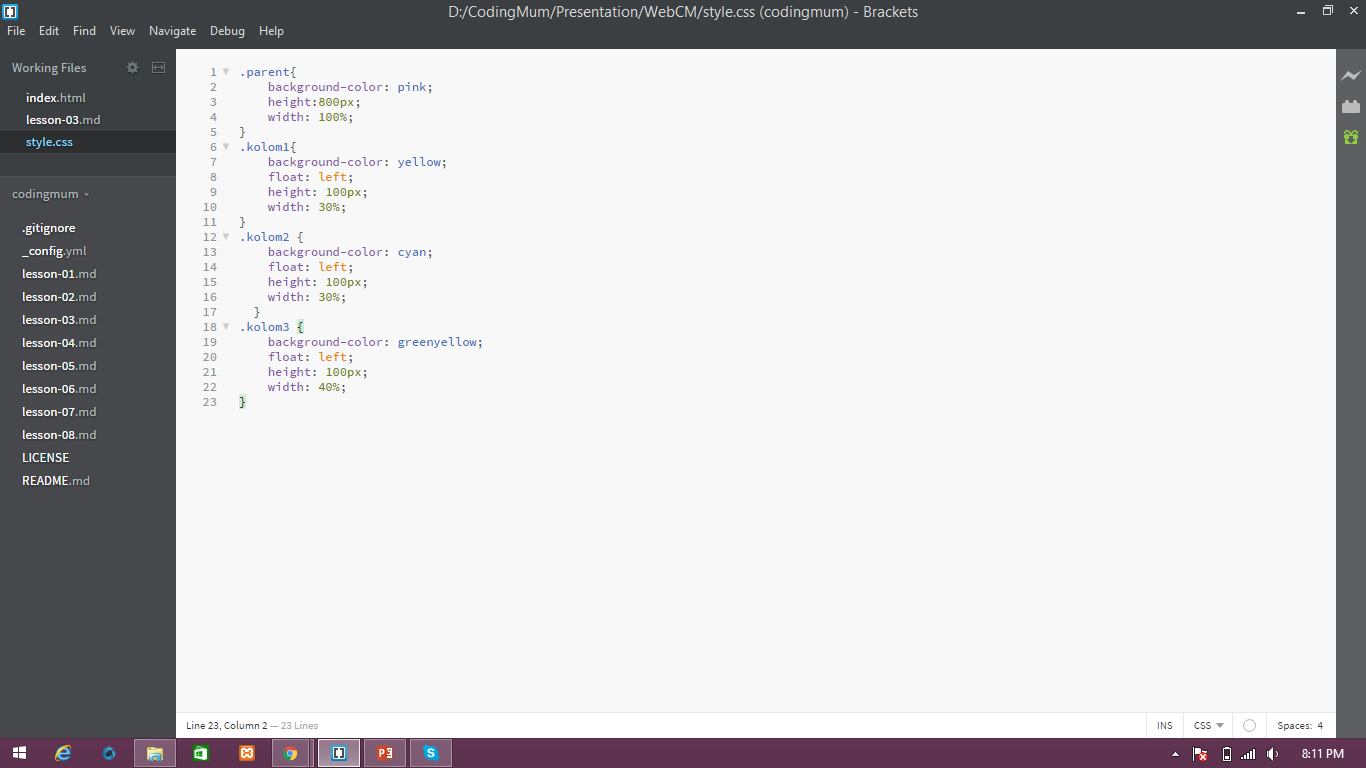 D:/CodingMum/Presentation/WebCM/style.css (codingmum) - Brackets
File Edit Find View Navigate Debug Help
Working Files
index.html
lesson-03.md
style.css
codingmum
.gitignore
_config.yml
lesson-01.md
lesson-02.md
lesson-03.md
lesson-04.md
lesson-05.md
lesson-06.md
lesson-07.md
lesson-08.md
LICENSE
README.md
1 .parent{
2 background-color: pink;
3 height:800px;
4 width: 100%;
5 }
6 .kolom1{
7 background-color: yellow;
8 float: left;
9 height: 100px;
10 width: 30%;
11 }
12 .kolom2 {
13 background-color: cyan;
14 float: left;
15 height: 100px;
16 width: 30%;
17 }
18 .kolom3 {
19 background-color: greenyellow;
20 float: left;
21 height: 100px;
22 width: 40%;
23 }
Line 23, Column 2 — 23 Lines
INS CSS Spaces: 4
8:11 PM